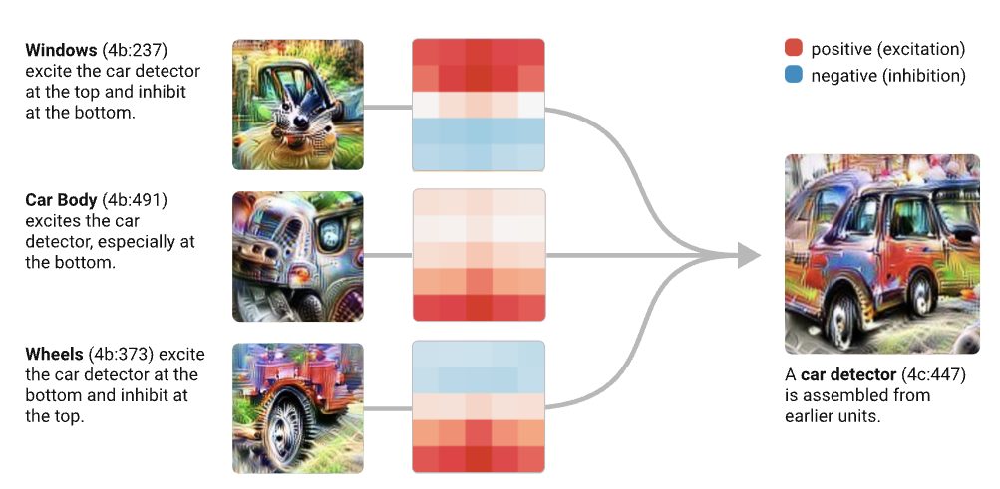 Windows (4b:237)
excite the car detector
at the top and inhibit
at the bottom.
Car Body (4b:491)
excites the car
detector, especially at
the bottom.
Wheels (4b:373) excite
the car detector at the
bottom and inhibit at
the top.
positive (excitation)
negative (inhibition)
A car detector (4c:447)
is assembled from
earlier units.